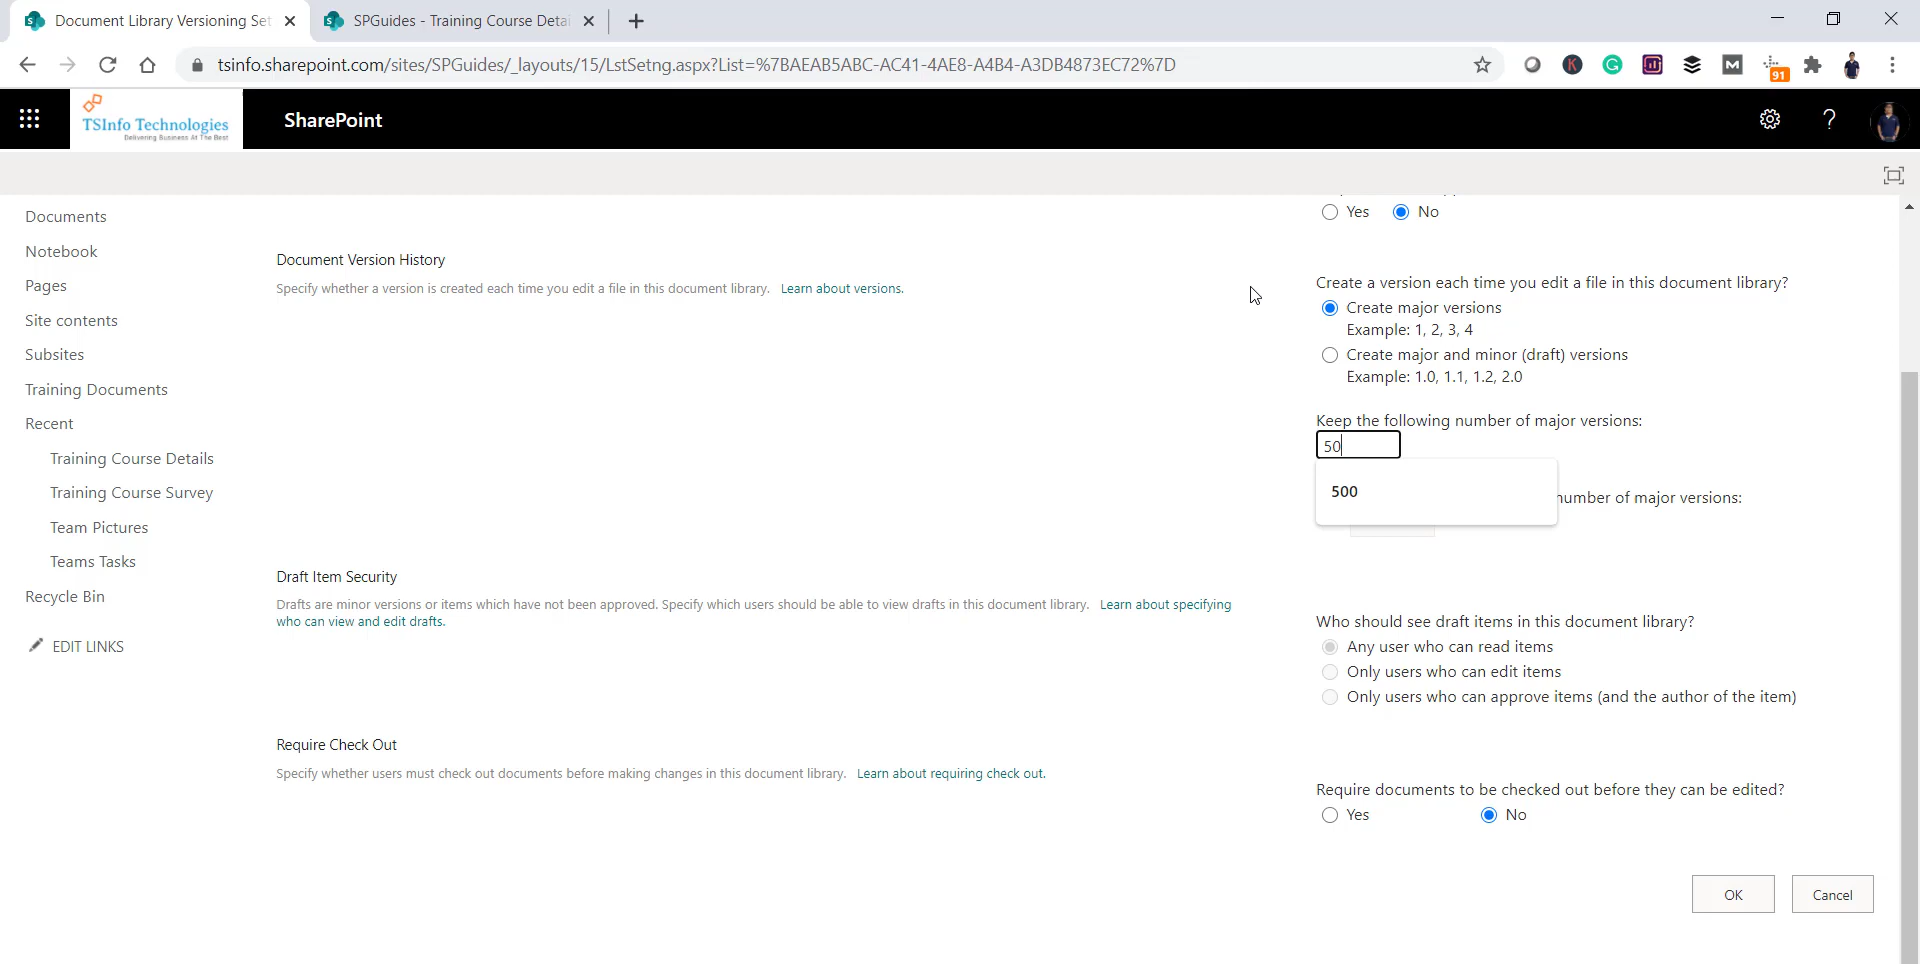 Document Library Versioning Set
SPGuides - Training Course Detai
tsinfo.sharepoint.com/sites/SPGuides/_layouts/15/LstSetng.aspx?List=%7BAEAB5ABC-AC41-4AE8-A4B4-A3DB4873EC72%7D
91
TSInfo Technologies
Delivering Business At The Best
SharePoint
Documents
Notebook
Pages
Site contents
Subsites
Training Documents
Recent
Training Course Details
Training Course Survey
Team Pictures
Teams Tasks
Recycle Bin
EDIT LINKS
Yes No
Document Version History
Specify whether a version is created each time you edit a file in this document library. Learn about versions.
Create a version each time you edit a file in this document library?
Create major versions
Example: 1, 2, 3, 4
Create major and minor (draft) versions
Example: 1.0, 1.1, 1.2, 2.0
Keep the following number of major versions:
50
500
number of major versions:
Draft Item Security
Drafts are minor versions or items which have not been approved. Specify which users should be able to view drafts in this document library. Learn about specifying
who can view and edit drafts.
Who should see draft items in this document library?
Any user who can read items
Only users who can edit items
Only users who can approve items (and the author of the item)
Require Check Out
Specify whether users must check out documents before making changes in this document library. Learn about requiring check out.
Require documents to be checked out before they can be edited?
Yes No
OK Cancel